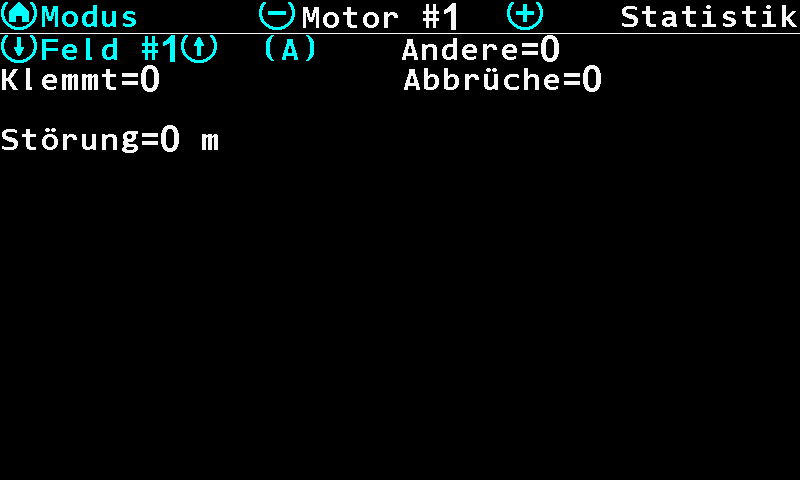 Modus Motor #1 Statistik
Feld #1 (A) Andere=0
Klemmt=0 Abbrüche=0
Störung=0 m